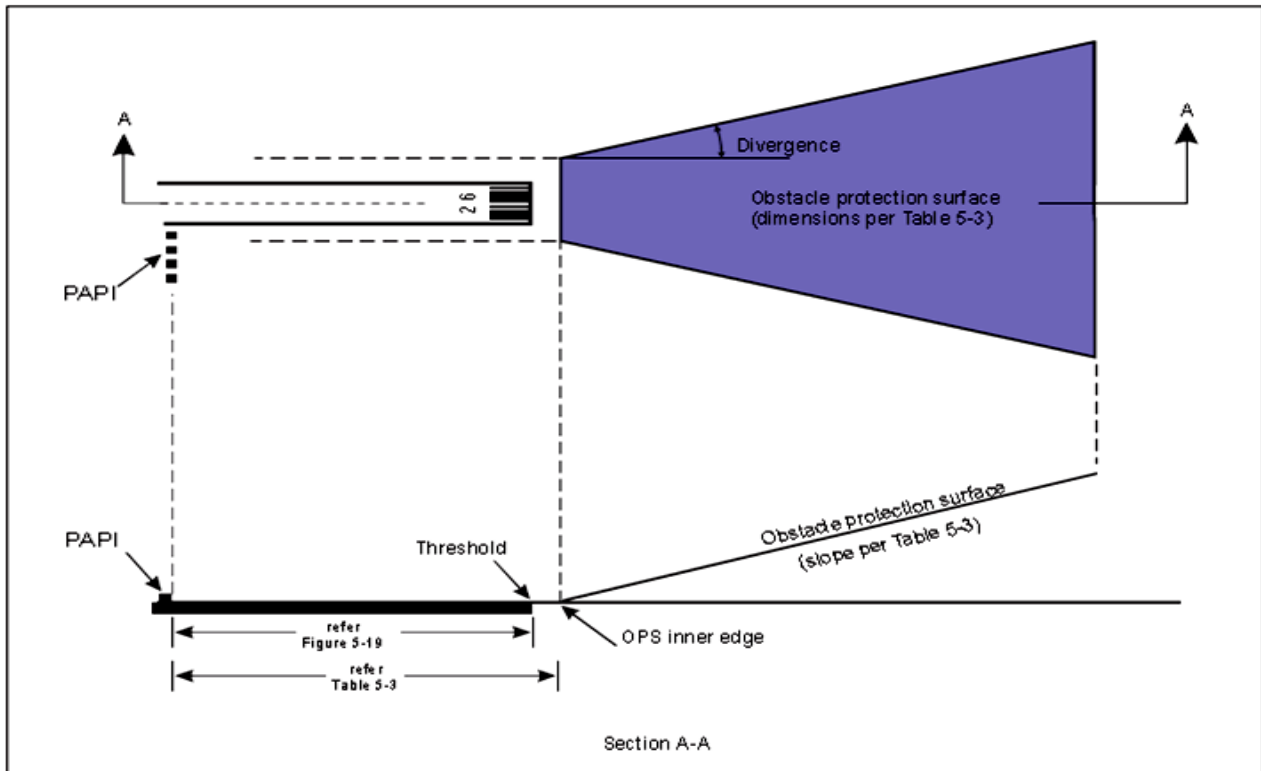 A
A
Divergence
26
Obstacle protection surface
(dimensions per Table 5-3)
PAPI
Obstacle protection surface
(slope per Table 5-3)
PAPI
Threshold
refer
Figure 5-19
OPS inner edge
refer
Table 5-3
Section A-A